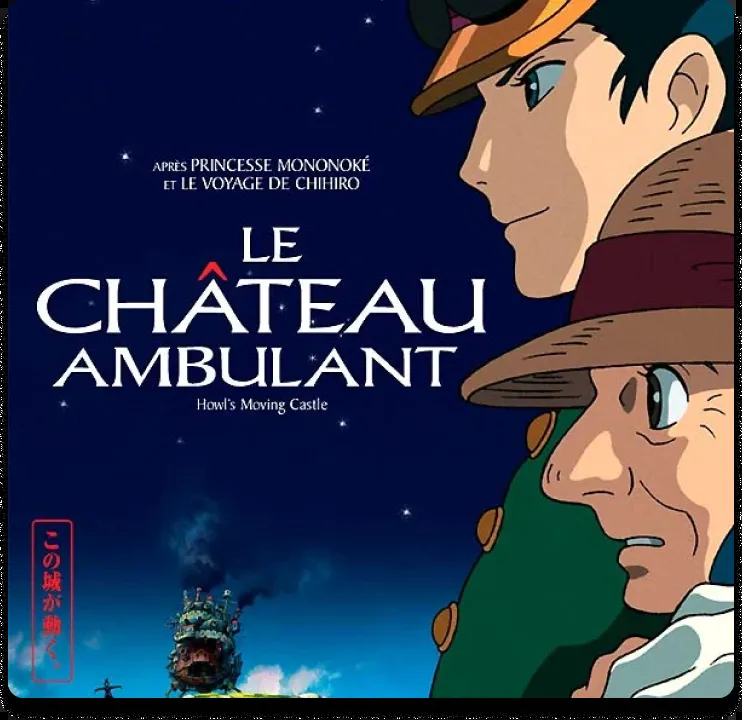 APRÈS PRINCESSE MONONOKÉ
ET LE VOYAGE DE CHIHIRO
LE
CHÂTEAU
AMBULANT
Howl's Moving Castle
この城が動く。